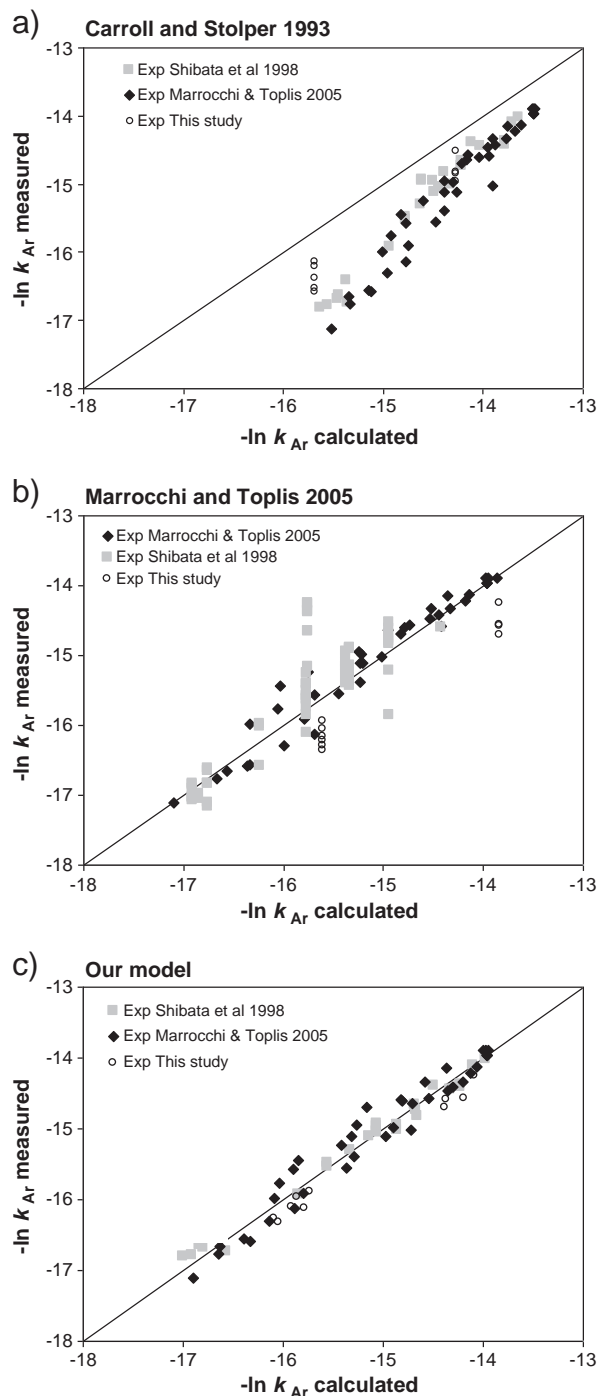 a)
Carroll and Stolper 1993
-13
Exp Shibata et al 1998
Exp Marrocchi & Toplis 2005
Exp This study
-14
-15
-16
-17
-18
-ln k Ar measured
-18 -17 -16 -15 -14 -13
-ln k Ar calculated
b)
Marrocchi and Toplis 2005
-13
Exp Marrocchi & Toplis 2005
Exp Shibata et al 1998
Exp This study
-14
-15
-16
-17
-18
-ln k Ar measured
-18 -17 -16 -15 -14 -13
-ln k Ar calculated
c)
Our model
-13
Exp Shibata et al 1998
Exp Marrocchi & Toplis 2005
Exp This study
-14
-15
-16
-17
-18
-ln k Ar measured
-18 -17 -16 -15 -14 -13
-ln k Ar calculated